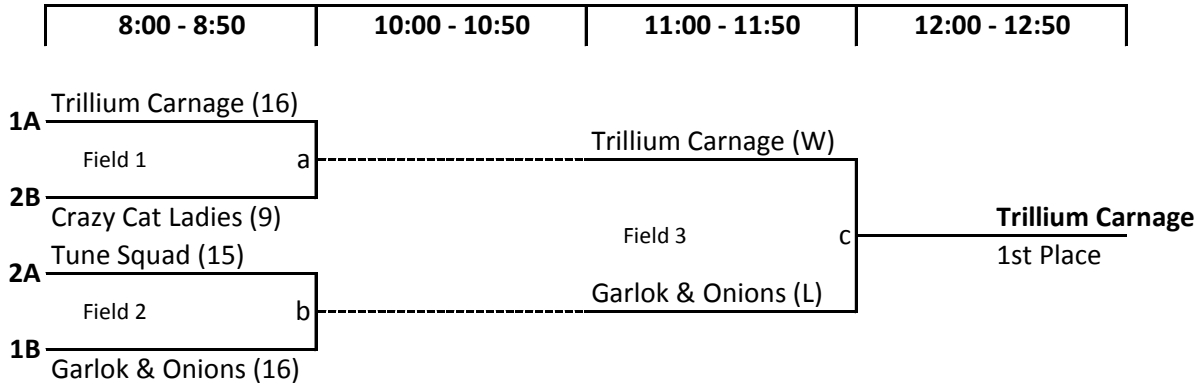 8:00 - 8:50 10:00 - 10:50 11:00 - 11:50 12:00 - 12:50
Trillium Carnage (16)
1A
Trillium Carnage (W)
Field 1 a
2B
Crazy Cat Ladies (9)
Trillium Carnage
Field 3 c
Tune Squad (15)
1st Place
2A
Garlok & Onions (L)
Field 2 b
1B
Garlok & Onions (16)